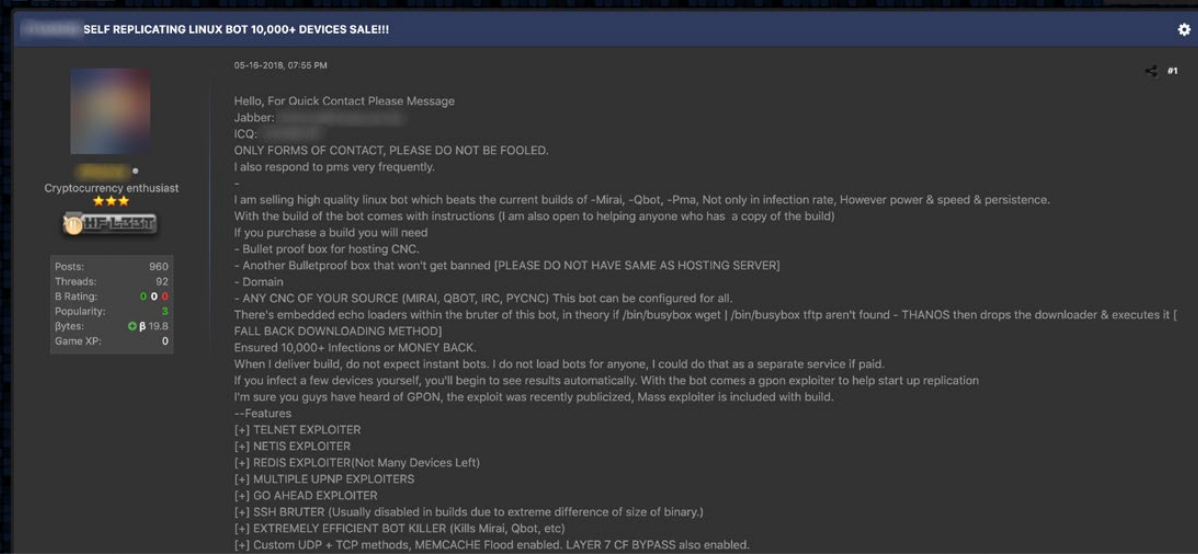 SELF REPLICATING LINUX BOT 10,000+ DEVICES SALE!!!
05-16-2018, 07:55 PM
#1
Cryptocurrency enthusiast
HF L33T
Posts: 960
Threads: 92
B Rating: 0 0 0
Popularity: 3
βytes: β 19.8
Game XP: 0
Hello, For Quick Contact Please Message
Jabber:
ICQ:
ONLY FORMS OF CONTACT, PLEASE DO NOT BE FOOLED.
I also respond to pms very frequently.
-
I am selling high quality linux bot which beats the current builds of -Mirai, -Qbot, -Pma, Not only in infection rate, However power & speed & persistence.
With the build of the bot comes with instructions (I am also open to helping anyone who has a copy of the build)
If you purchase a build you will need
- Bullet proof box for hosting CNC.
- Another Bulletproof box that won't get banned [PLEASE DO NOT HAVE SAME AS HOSTING SERVER]
- Domain
- ANY CNC OF YOUR SOURCE (MIRAI, QBOT, IRC, PYCNC) This bot can be configured for all.
There's embedded echo loaders within the bruter of this bot, in theory if /bin/busybox wget | /bin/busybox tftp aren't found - THANOS then drops the downloader & executes it [
FALL BACK DOWNLOADING METHOD]
Ensured 10,000+ Infections or MONEY BACK.
When I deliver build, do not expect instant bots. I do not load bots for anyone, I could do that as a separate service if paid.
If you infect a few devices yourself, you'll begin to see results automatically. With the bot comes a gpon exploiter to help start up replication
I'm sure you guys have heard of GPON, the exploit was recently publicized, Mass exploiter is included with build.
--Features
[+] TELNET EXPLOITER
[+] NETIS EXPLOITER
[+] REDIS EXPLOITER(Not Many Devices Left)
[+] MULTIPLE UPNP EXPLOITERS
[+] GO AHEAD EXPLOITER
[+] SSH BRUTER (Usually disabled in builds due to extreme difference of size of binary.)
[+] EXTREMELY EFFICIENT BOT KILLER (Kills Mirai, Qbot, etc)
[+] Custom UDP + TCP methods, MEMCACHE Flood enabled. LAYER 7 CF BYPASS also enabled.